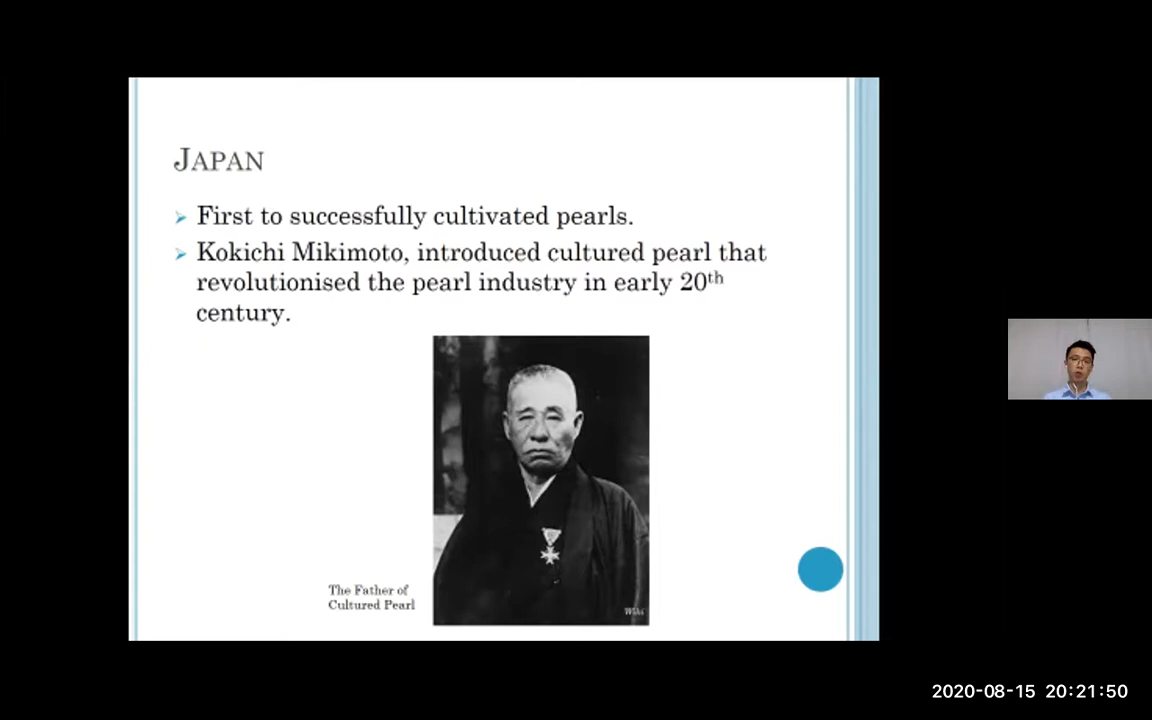 JAPAN
➢ First to successfully cultivated pearls.
➢ Kokichi Mikimoto, introduced cultured pearl that
revolutionised the pearl industry in early 20th
century.
The Father of
Cultured Pearl
Wiki
2020-08-15 20:21:50